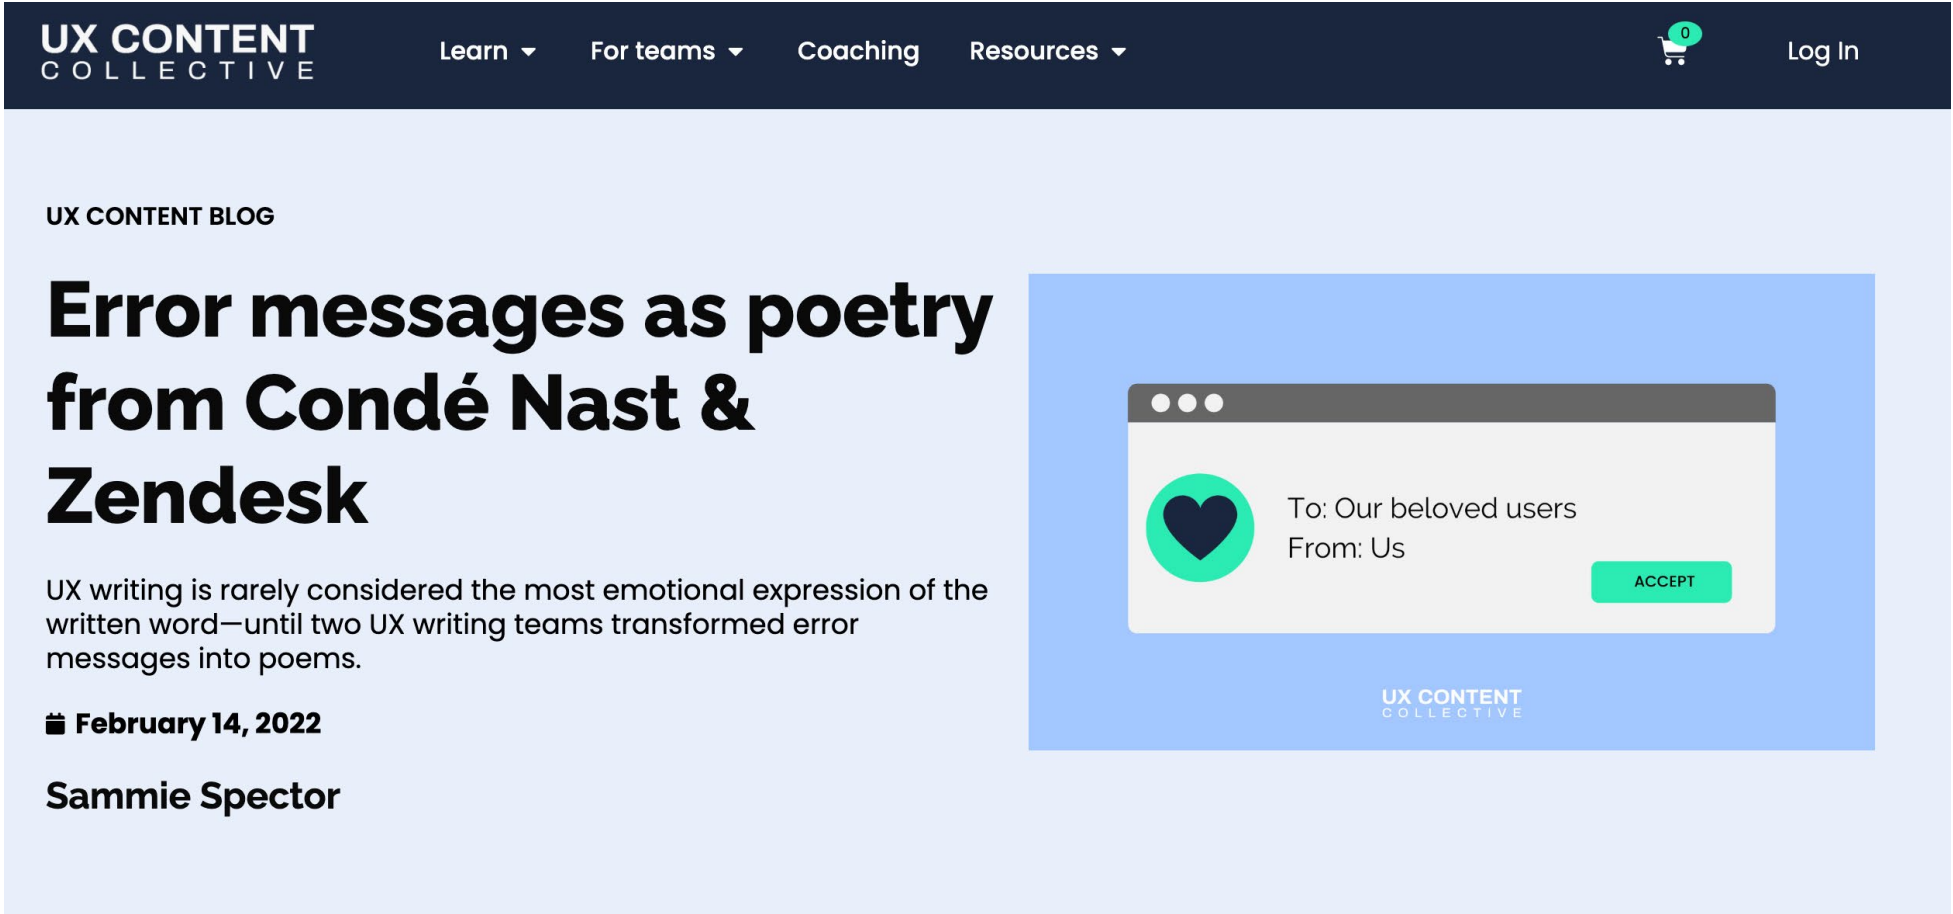 UX CONTENT
COLLECTIVE
Learn
For teams
Coaching
Resources
0
Log In
UX CONTENT BLOG
Error messages as poetry
from Condé Nast &
Zendesk
UX writing is rarely considered the most emotional expression of the
written word—until two UX writing teams transformed error
messages into poems.
February 14, 2022
Sammie Spector
To: Our beloved users
From: Us
ACCEPT
UX CONTENT
COLLECTIVE